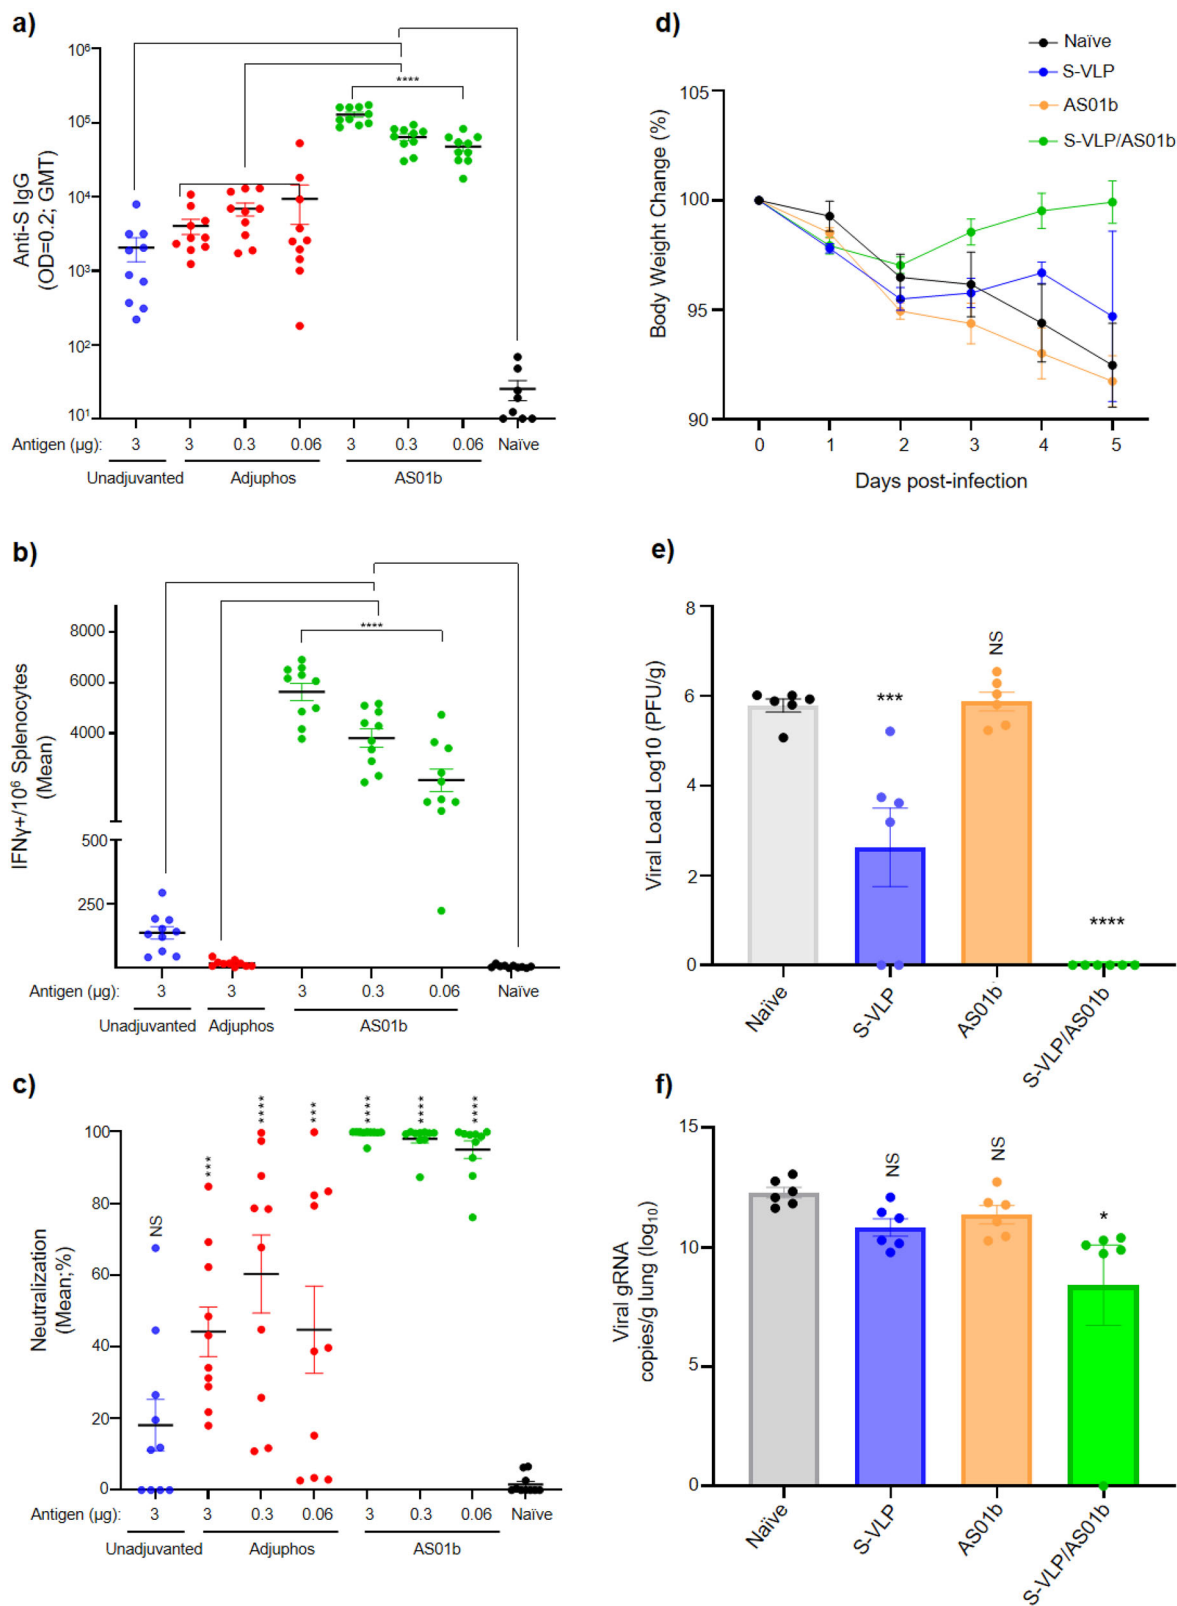 a)
Anti-S IgG
(OD=0.2; GMT)
10⁶
10⁵
10⁴
10³
10²
10¹
****
Antigen (µg): 3 3 0.3 0.06 3 0.3 0.06 Naïve
Unadjuvanted Adjuphos AS01b
d)
Naïve
S-VLP
AS01b
S-VLP/AS01b
Body Weight Change (%)
105
100
95
90
0 1 2 3 4 5
Days post-infection
b)
IFNγ+/10⁶ Splenocytes
(Mean)
8000
6000
4000
500
250
****
Antigen (µg): 3 3 3 0.3 0.06 Naïve
Unadjuvanted Adjuphos AS01b
e)
Viral Load Log10 (PFU/g)
8
6
4
2
0
***
NS
****
Naïve
S-VLP
AS01b
S-VLP/AS01b
c)
Neutralization
(Mean;%)
100
80
60
40
20
0
NS
***
****
***
****
****
****
Antigen (µg): 3 3 0.3 0.06 3 0.3 0.06 Naïve
Unadjuvanted Adjuphos AS01b
f)
Viral gRNA
copies/g lung (log₁₀)
15
10
5
0
NS
NS
*
Naïve
S-VLP
AS01b
S-VLP/AS01b